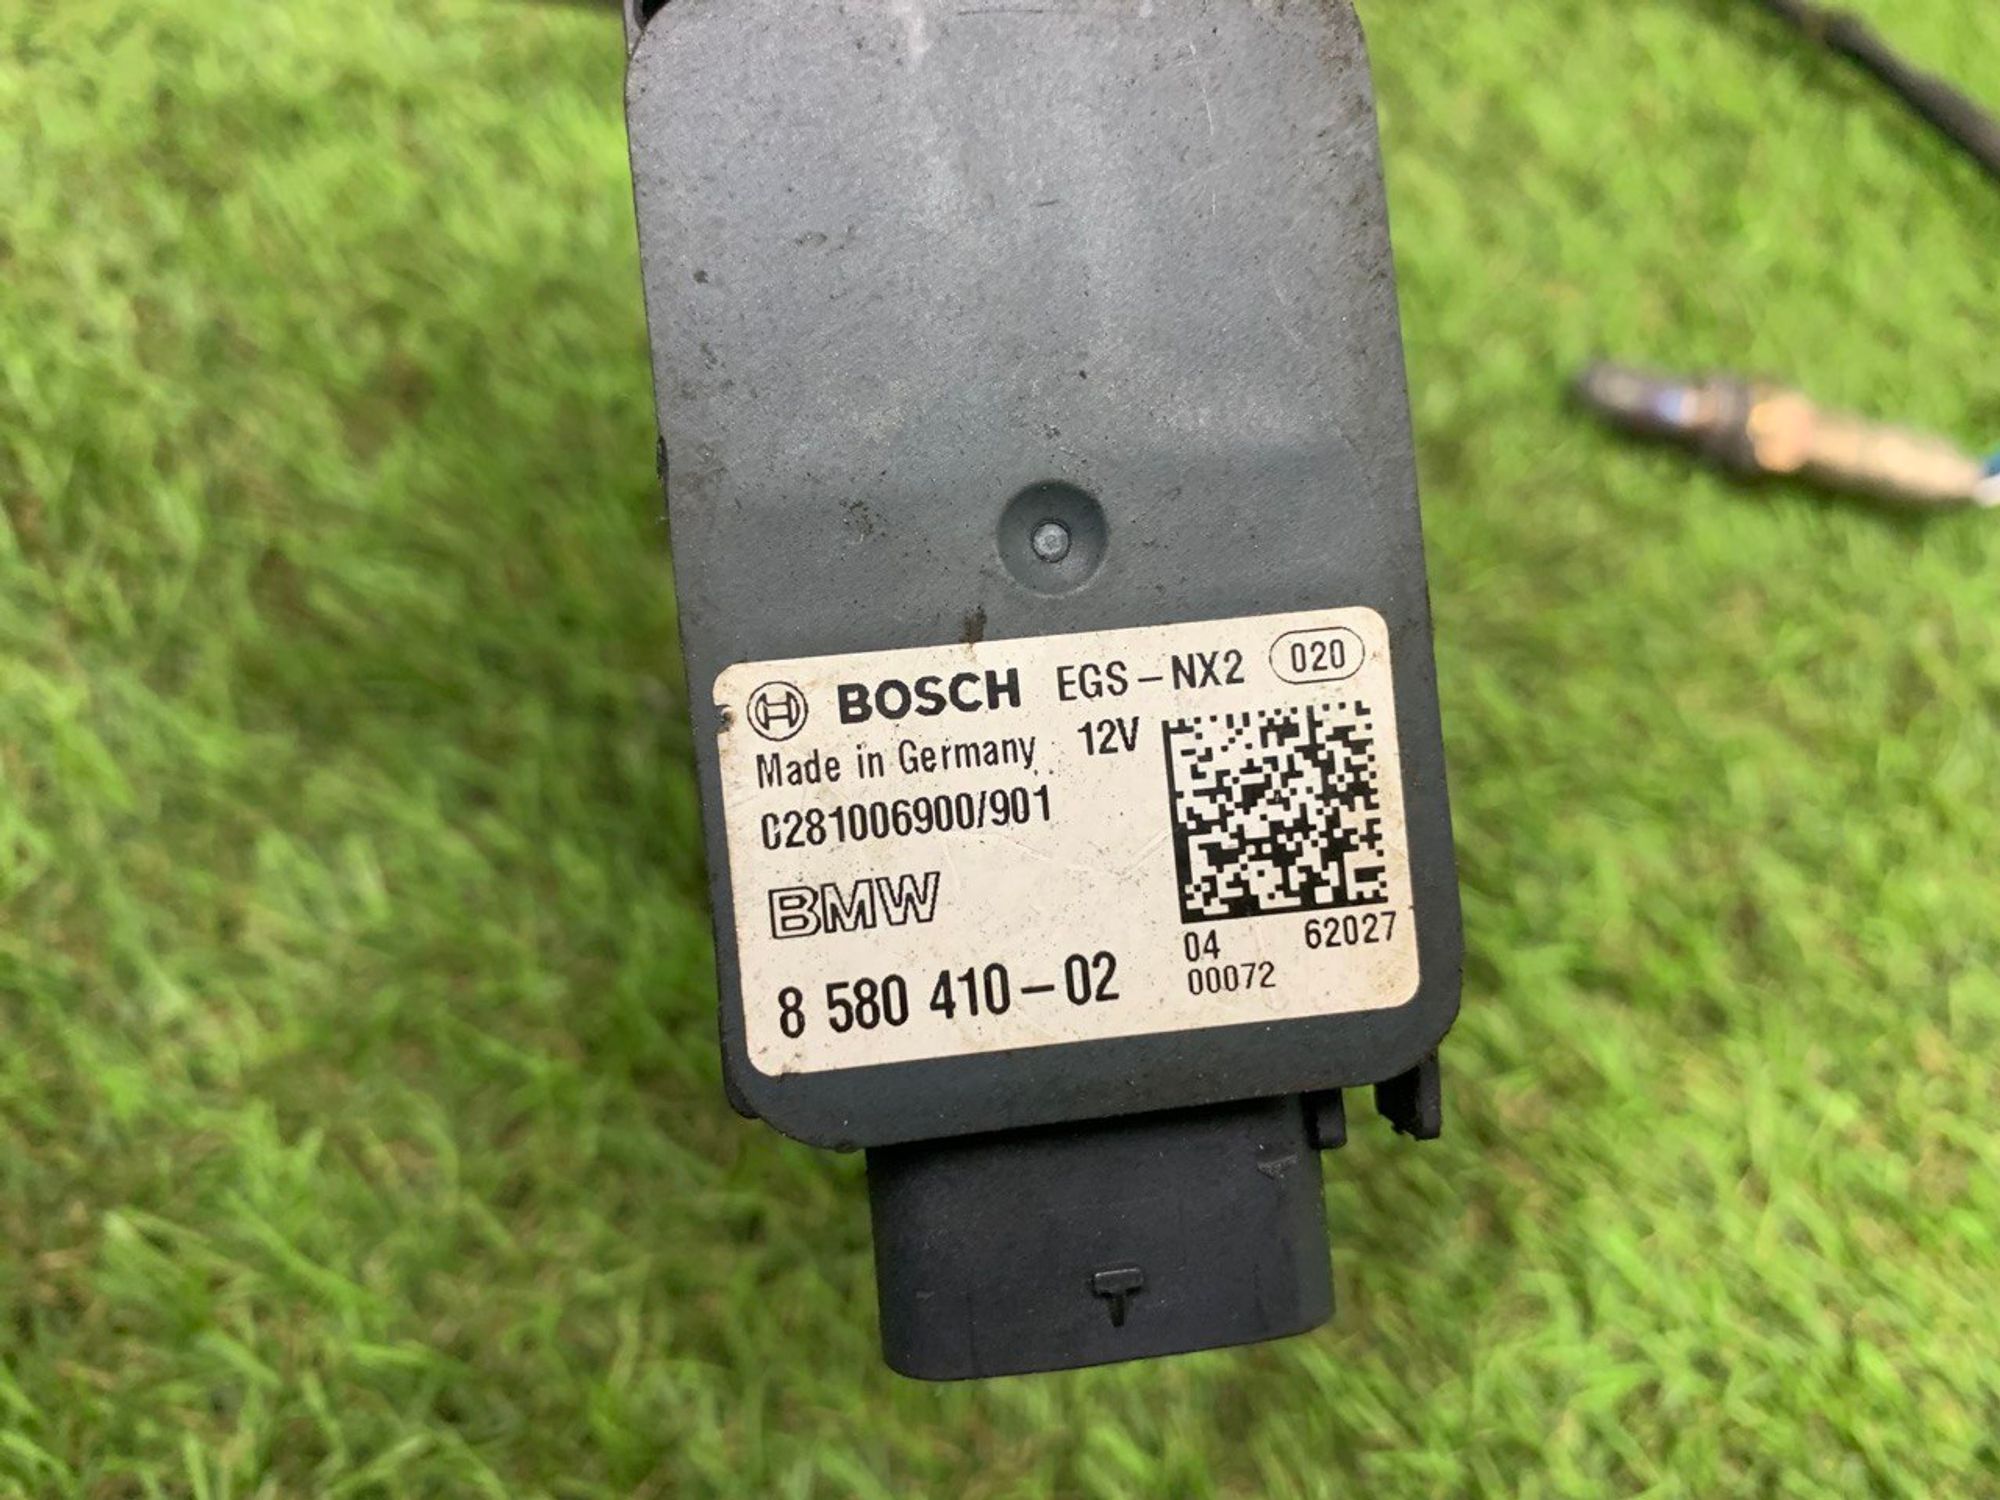 BOSCH EGS-NX2 020
Made in Germany 12V
0281006900/901
BMW
8 580 410-02
04 62027
00072